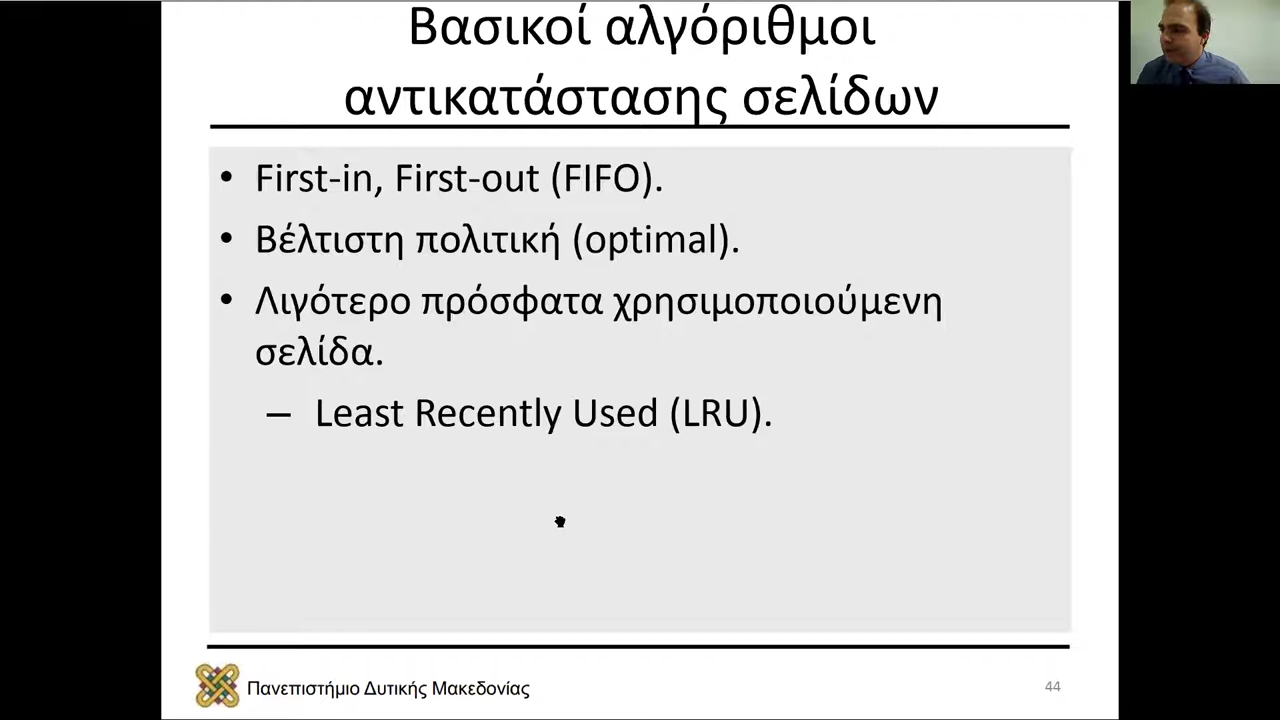 Βασικοί αλγόριθμοι
αντικατάστασης σελίδων
• First-in, First-out (FIFO).
• Βέλτιστη πολιτική (optimal).
• Λιγότερο πρόσφατα χρησιμοποιούμενη
σελίδα.
– Least Recently Used (LRU).
Πανεπιστήμιο Δυτικής Μακεδονίας
44